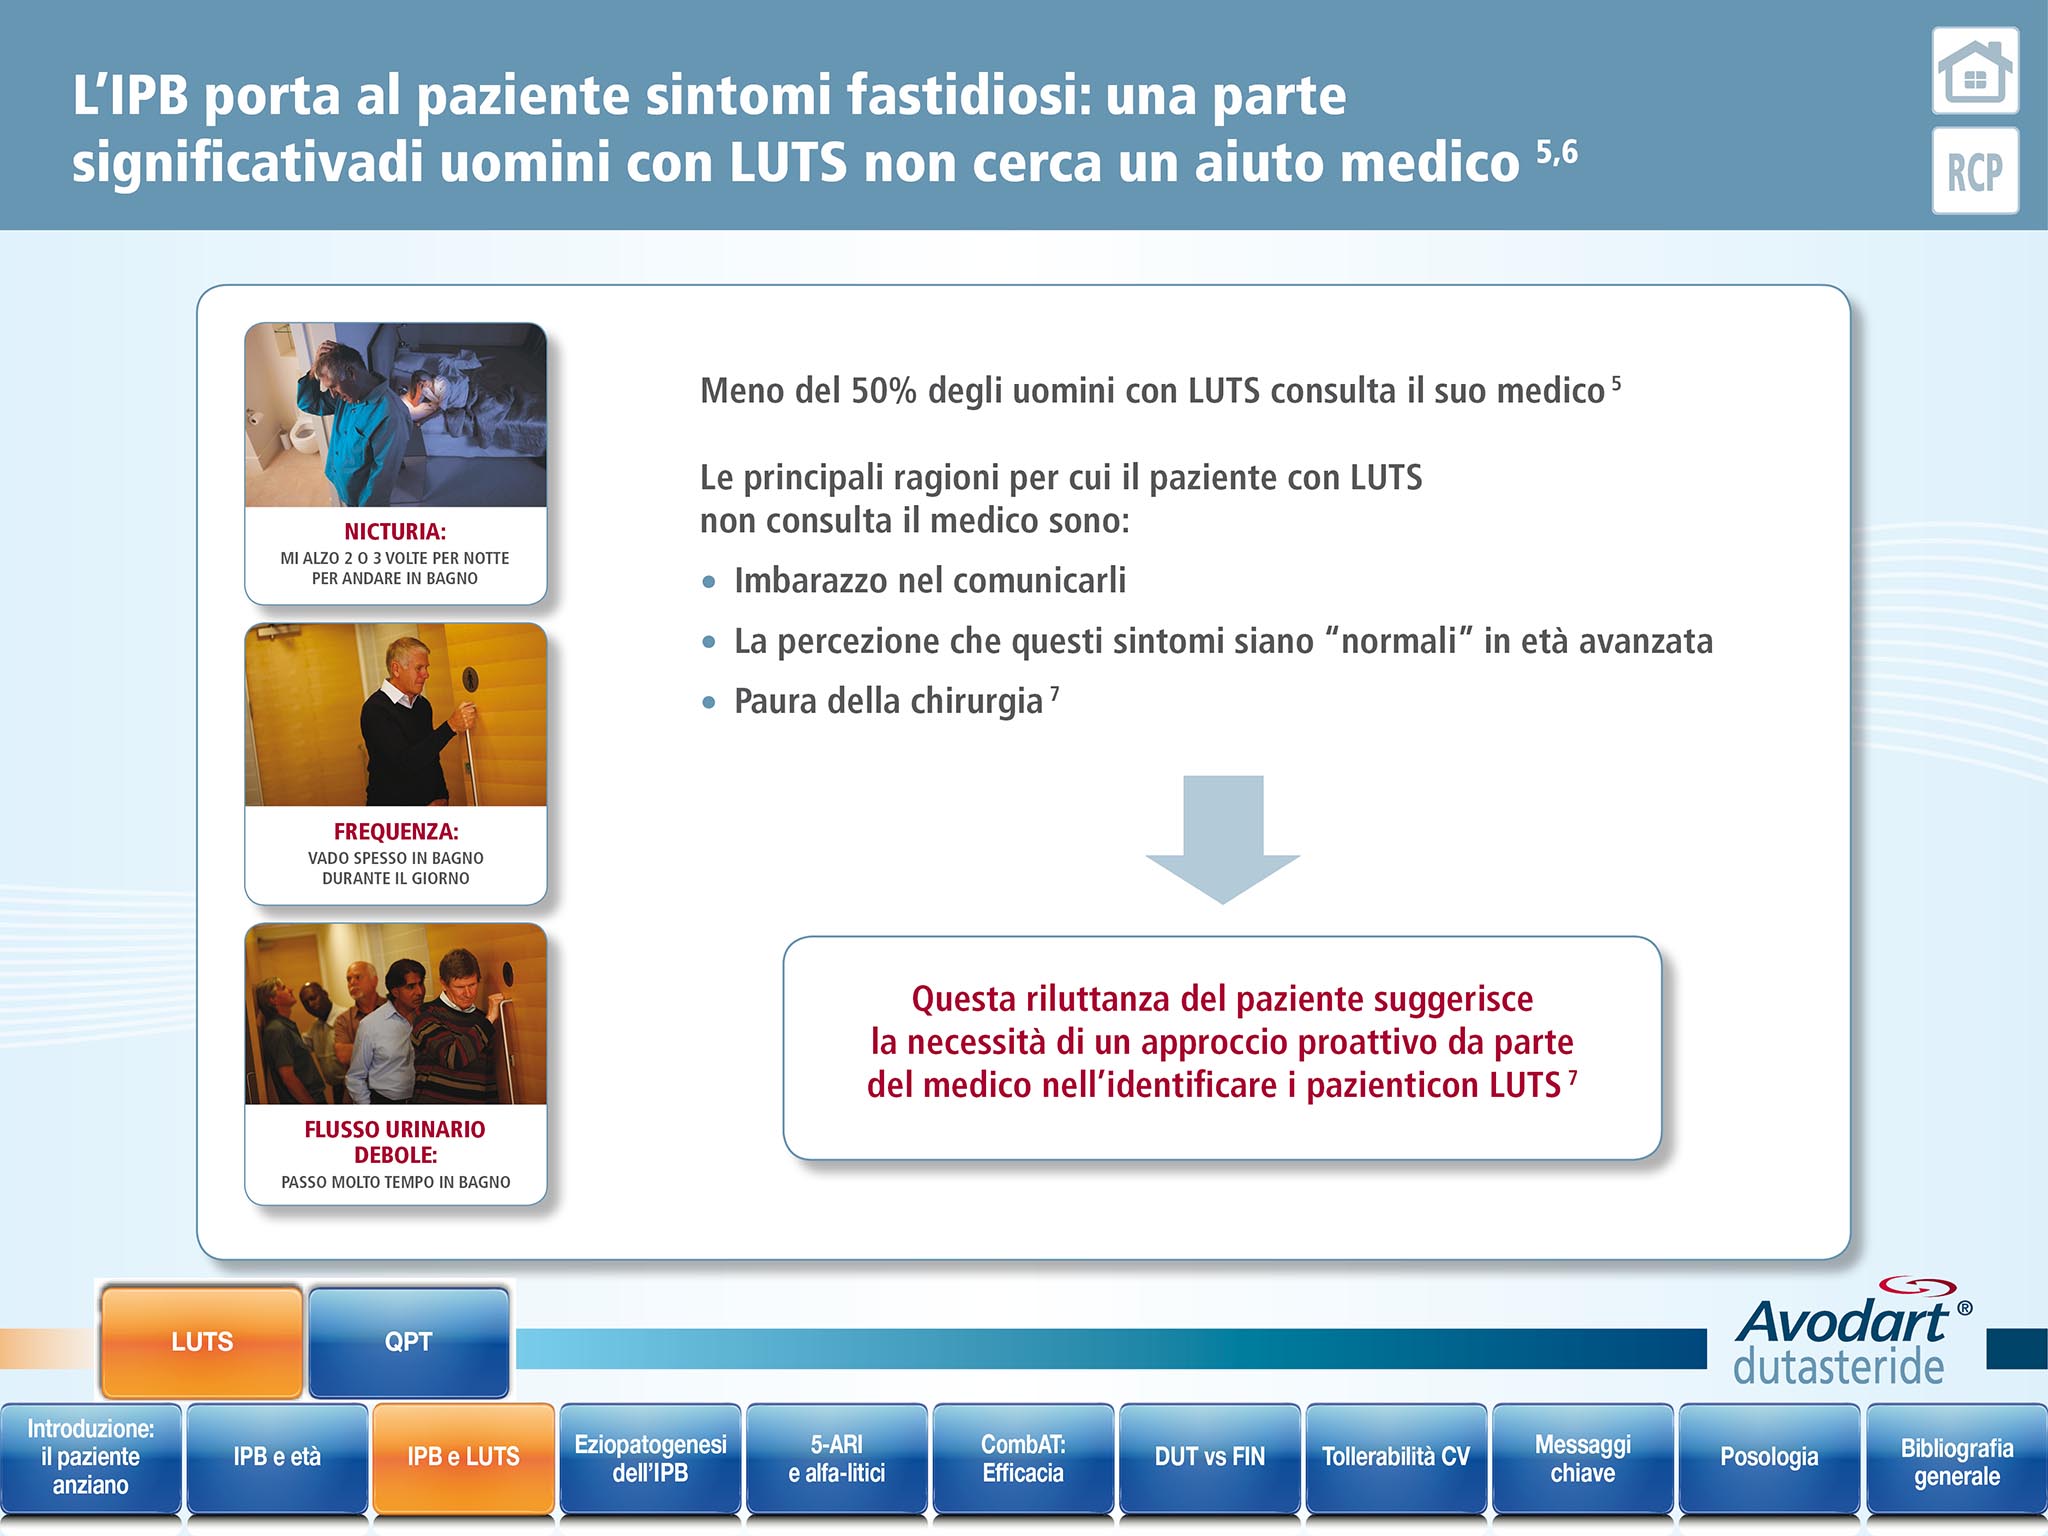 L’IPB porta al paziente sintomi fastidiosi: una parte
significativadi uomini con LUTS non cerca un aiuto medico 5,6
RCP
NICTURIA:
MI ALZO 2 O 3 VOLTE PER NOTTE
PER ANDARE IN BAGNO
FREQUENZA:
VADO SPESSO IN BAGNO
DURANTE IL GIORNO
FLUSSO URINARIO
DEBOLE:
PASSO MOLTO TEMPO IN BAGNO
Meno del 50% degli uomini con LUTS consulta il suo medico 5
Le principali ragioni per cui il paziente con LUTS
non consulta il medico sono:
• Imbarazzo nel comunicarli
• La percezione che questi sintomi siano “normali” in età avanzata
• Paura della chirurgia 7
Questa riluttanza del paziente suggerisce
la necessità di un approccio proattivo da parte
del medico nell’identificare i pazienticon LUTS 7
LUTS
QPT
Avodart ®
dutasteride
Introduzione:
il paziente
anziano
IPB e età
IPB e LUTS
Eziopatogenesi
dell’IPB
5-ARI
e alfa-litici
CombAT:
Efficacia
DUT vs FIN
Tollerabilità CV
Messaggi
chiave
Posologia
Bibliografia
generale